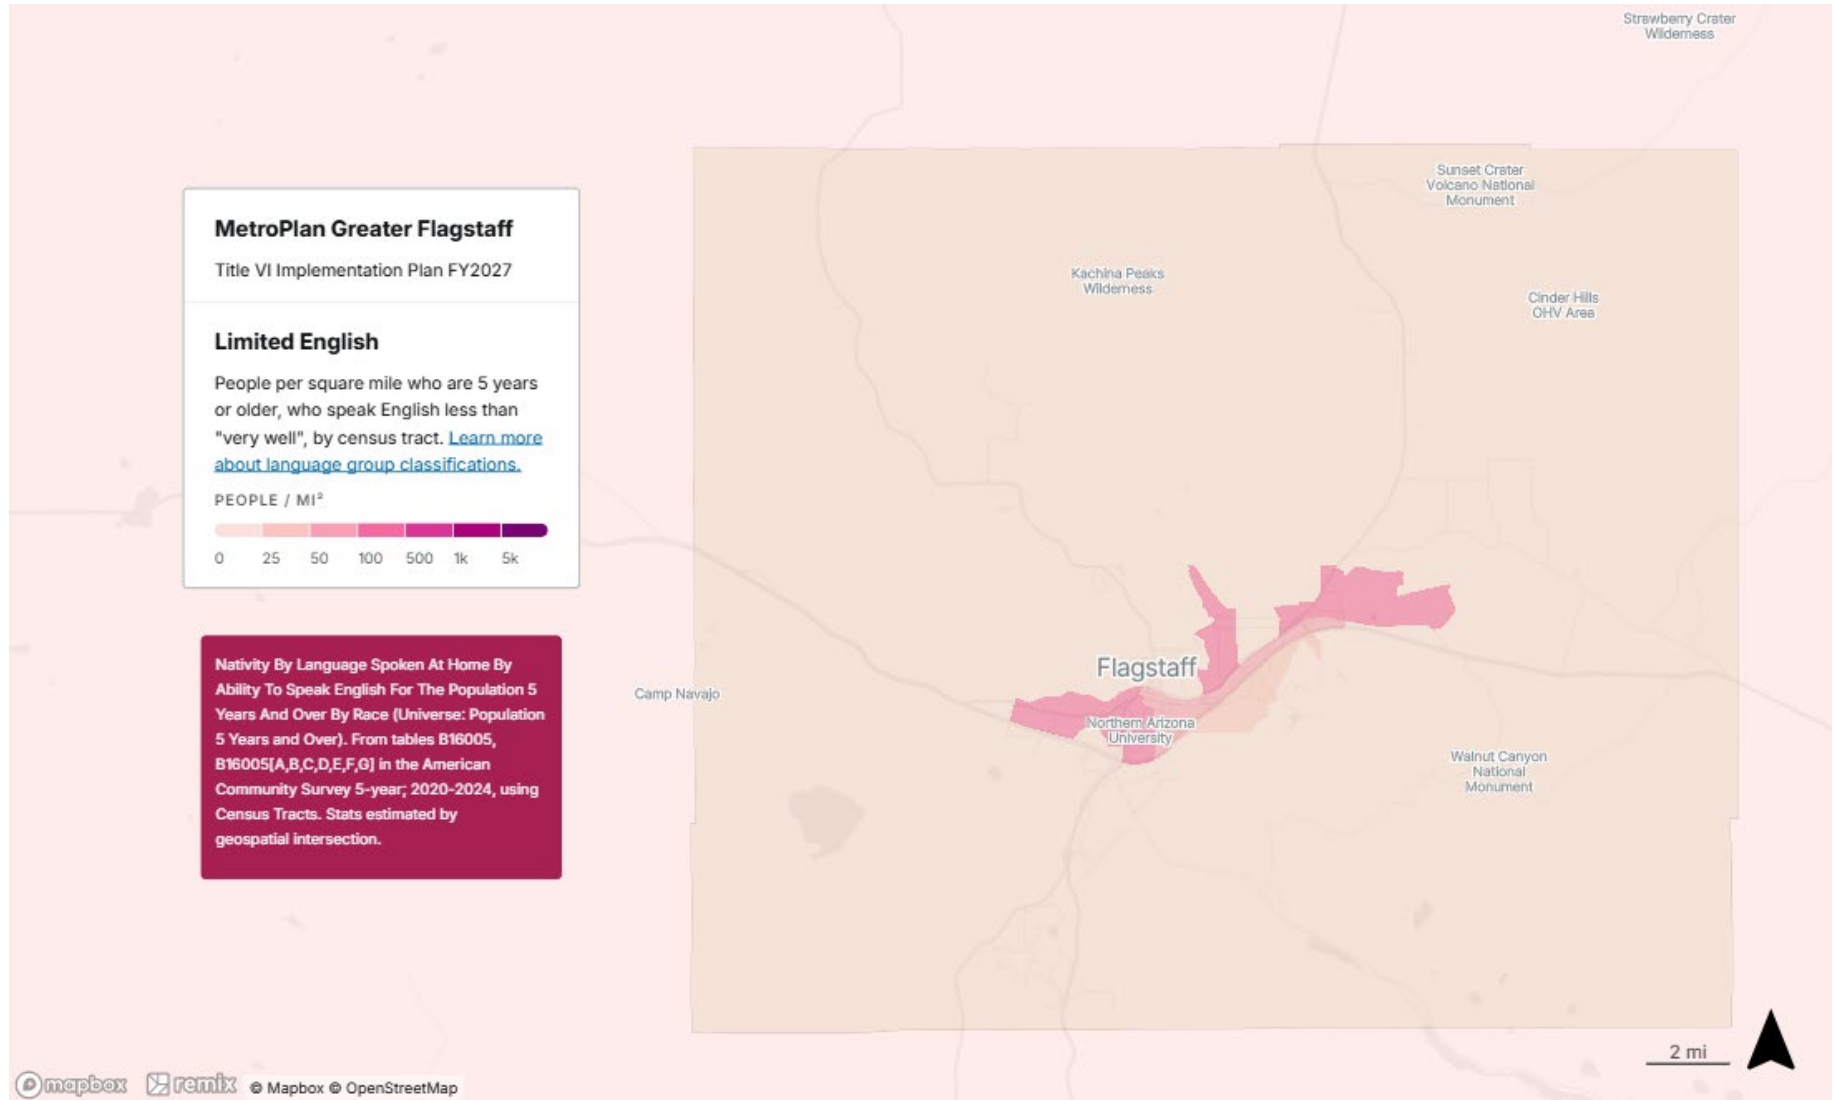 Strawberry Crater
Wilderness
Sunset Crater
Volcano National
Monument
MetroPlan Greater Flagstaff
Title VI Implementation Plan FY2027
Kachina Peaks
Wilderness
Cinder Hills
OHV Area
Limited English
People per square mile who are 5 years
or older, who speak English less than
"very well", by census tract. Learn more
about language group classifications.
PEOPLE / MI²
0 25 50 100 500 1k 5k
Nativity By Language Spoken At Home By
Ability To Speak English For The Population 5
Years And Over By Race (Universe: Population
5 Years and Over). From tables B16005,
B16005[A,B,C,D,E,F,G] in the American
Community Survey 5-year; 2020-2024, using
Census Tracts. Stats estimated by
geospatial intersection.
Flagstaff
Camp Navajo
Northern Arizona
University
Walnut Canyon
National
Monument
2 mi
mapbox remix © Mapbox © OpenStreetMap